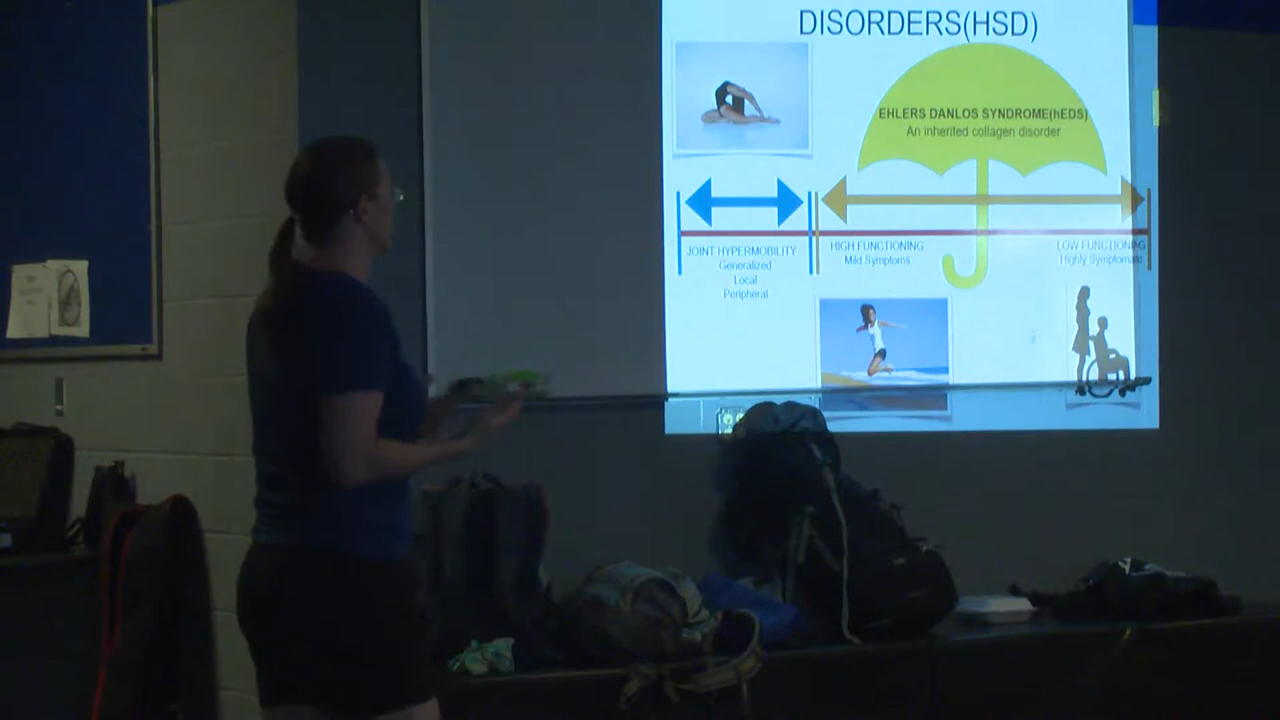 DISORDERS(HSD)
EHLERS DANLOS SYNDROME(hEDS)
An inherited collagen disorder
JOINT HYPERMOBILITY
Generalized
Local
Peripheral
HIGH FUNCTIONING
Mild Symptoms
LOW FUNCTIONING
Highly Symptomatic